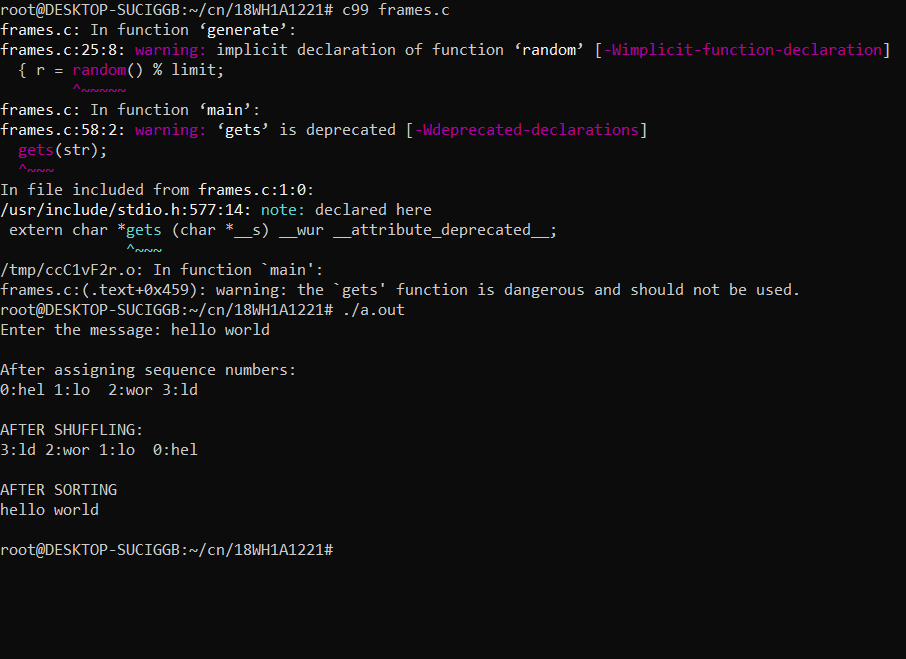 root@DESKTOP-SUCIGGB:~/cn/18WH1A1221# c99 frames.c
frames.c: In function ‘generate’:
frames.c:25:8: warning: implicit declaration of function ‘random’ [-Wimplicit-function-declaration]
  { r = random() % limit;
        ^~~~~~
frames.c: In function ‘main’:
frames.c:58:2: warning: ‘gets’ is deprecated [-Wdeprecated-declarations]
  gets(str);
  ^~~~
In file included from frames.c:1:0:
/usr/include/stdio.h:577:14: note: declared here
 extern char *gets (char *__s) __wur __attribute_deprecated__;
              ^~~~
/tmp/ccC1vF2r.o: In function `main':
frames.c:(.text+0x459): warning: the `gets' function is dangerous and should not be used.
root@DESKTOP-SUCIGGB:~/cn/18WH1A1221# ./a.out
Enter the message: hello world

After assigning sequence numbers:
0:hel 1:lo  2:wor 3:ld

AFTER SHUFFLING:
3:ld 2:wor 1:lo  0:hel

AFTER SORTING
hello world

root@DESKTOP-SUCIGGB:~/cn/18WH1A1221#